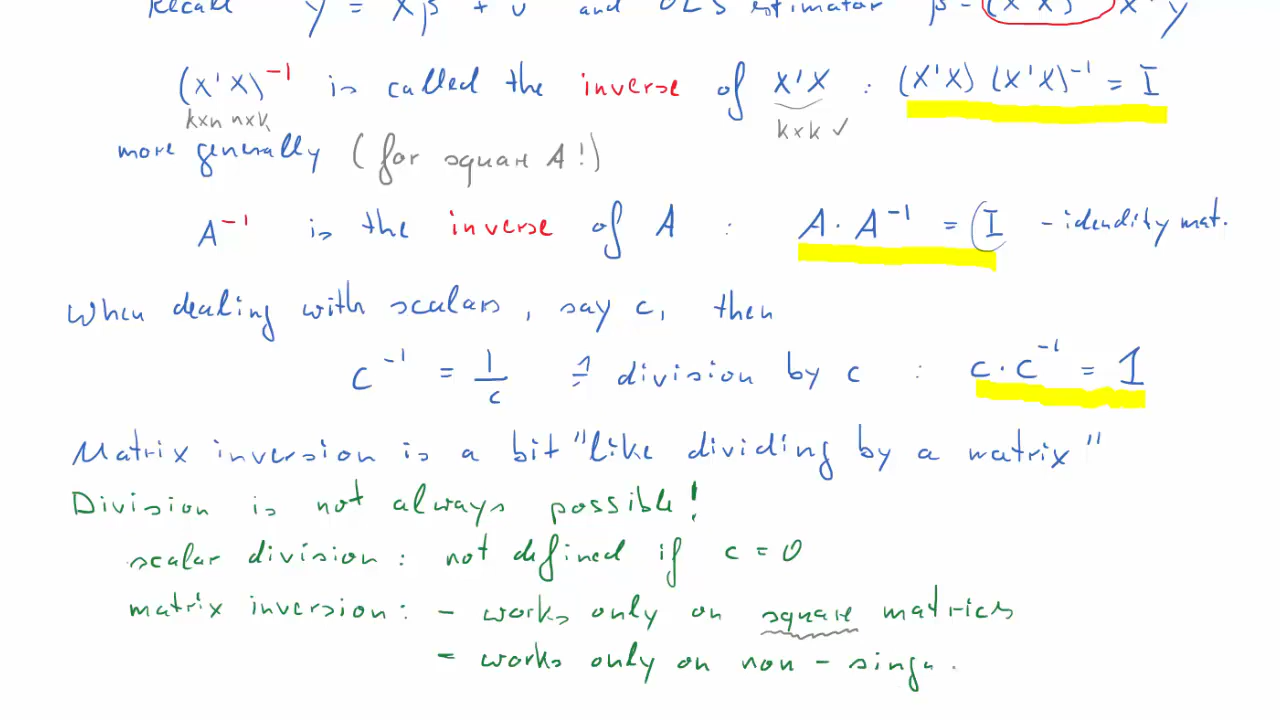 Recall y = Xβ + u and OLS estimator β = (X'X) X'y
(X'X)⁻¹ is called the inverse of X'X : (X'X) (X'X)⁻¹ = I
k×n n×k k×k ✓
more generally (for square A!)
A⁻¹ is the inverse of A : A · A⁻¹ = I - idendity mat.
When dealing with scalars, say c, then
c⁻¹ = 1/c ≙ division by c : c · c⁻¹ = 1
Matrix inversion is a bit "like dividing by a matrix"
Division is not always possible!
scalar division : not defined if c = 0
matrix inversion : - works only on square matrices
- works only on non - singu